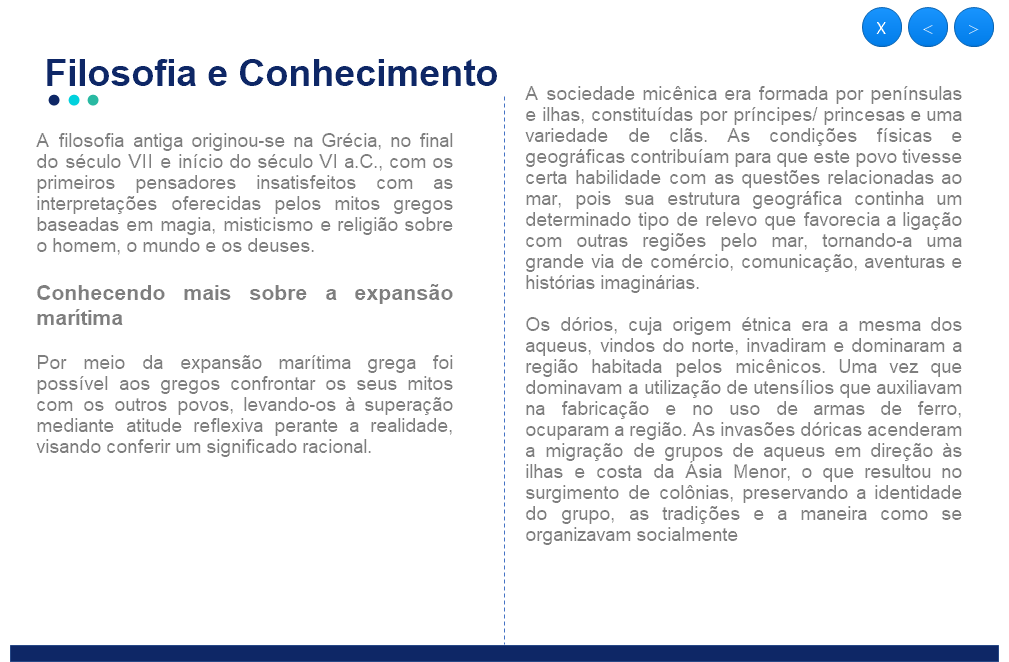 X < >
Filosofia e Conhecimento
A filosofia antiga originou-se na Grécia, no final
do século VII e início do século VI a.C., com os
primeiros pensadores insatisfeitos com as
interpretações oferecidas pelos mitos gregos
baseadas em magia, misticismo e religião sobre
o homem, o mundo e os deuses.
Conhecendo mais sobre a expansão
marítima
Por meio da expansão marítima grega foi
possível aos gregos confrontar os seus mitos
com os outros povos, levando-os à superação
mediante atitude reflexiva perante a realidade,
visando conferir um significado racional.
A sociedade micênica era formada por penínsulas
e ilhas, constituídas por príncipes/ princesas e uma
variedade de clãs. As condições físicas e
geográficas contribuíam para que este povo tivesse
certa habilidade com as questões relacionadas ao
mar, pois sua estrutura geográfica continha um
determinado tipo de relevo que favorecia a ligação
com outras regiões pelo mar, tornando-a uma
grande via de comércio, comunicação, aventuras e
histórias imaginárias.
Os dórios, cuja origem étnica era a mesma dos
aqueus, vindos do norte, invadiram e dominaram a
região habitada pelos micênicos. Uma vez que
dominavam a utilização de utensílios que auxiliavam
na fabricação e no uso de armas de ferro,
ocuparam a região. As invasões dóricas acenderam
a migração de grupos de aqueus em direção às
ilhas e costa da Ásia Menor, o que resultou no
surgimento de colônias, preservando a identidade
do grupo, as tradições e a maneira como se
organizavam socialmente